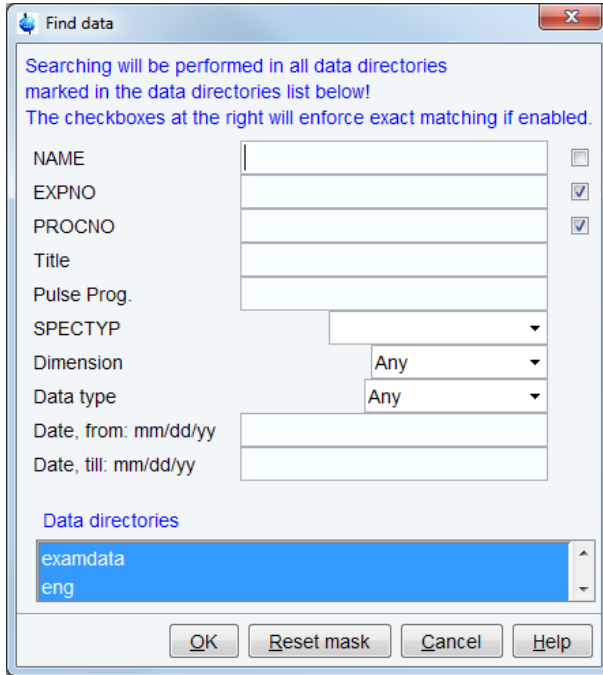 Find data
Searching will be performed in all data directories
marked in the data directories list below!
The checkboxes at the right will enforce exact matching if enabled.
NAME
EXPNO
PROCNO
Title
Pulse Prog.
SPECTYP
Dimension Any
Data type Any
Date, from: mm/dd/yy
Date, till: mm/dd/yy
Data directories
examdata
eng
OK Reset mask Cancel Help